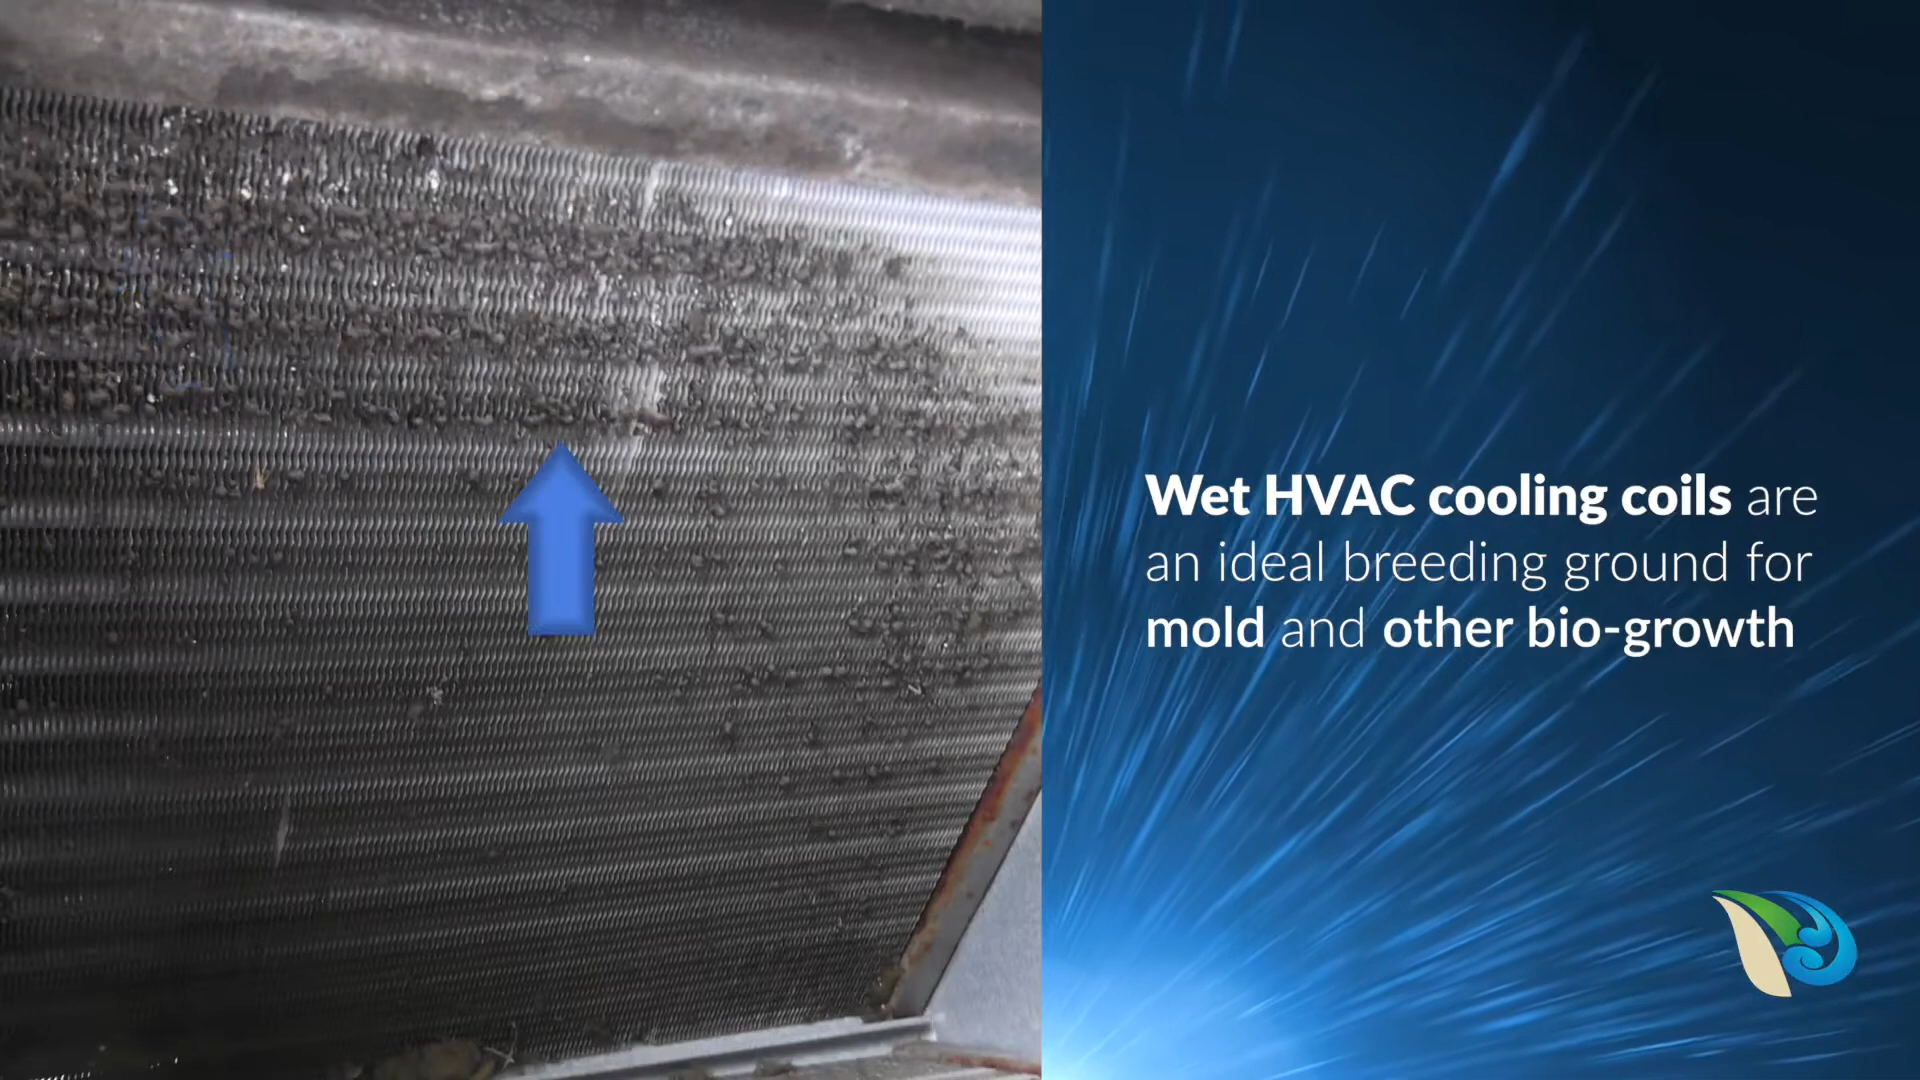 Wet HVAC cooling coils are
an ideal breeding ground for
mold and other bio-growth